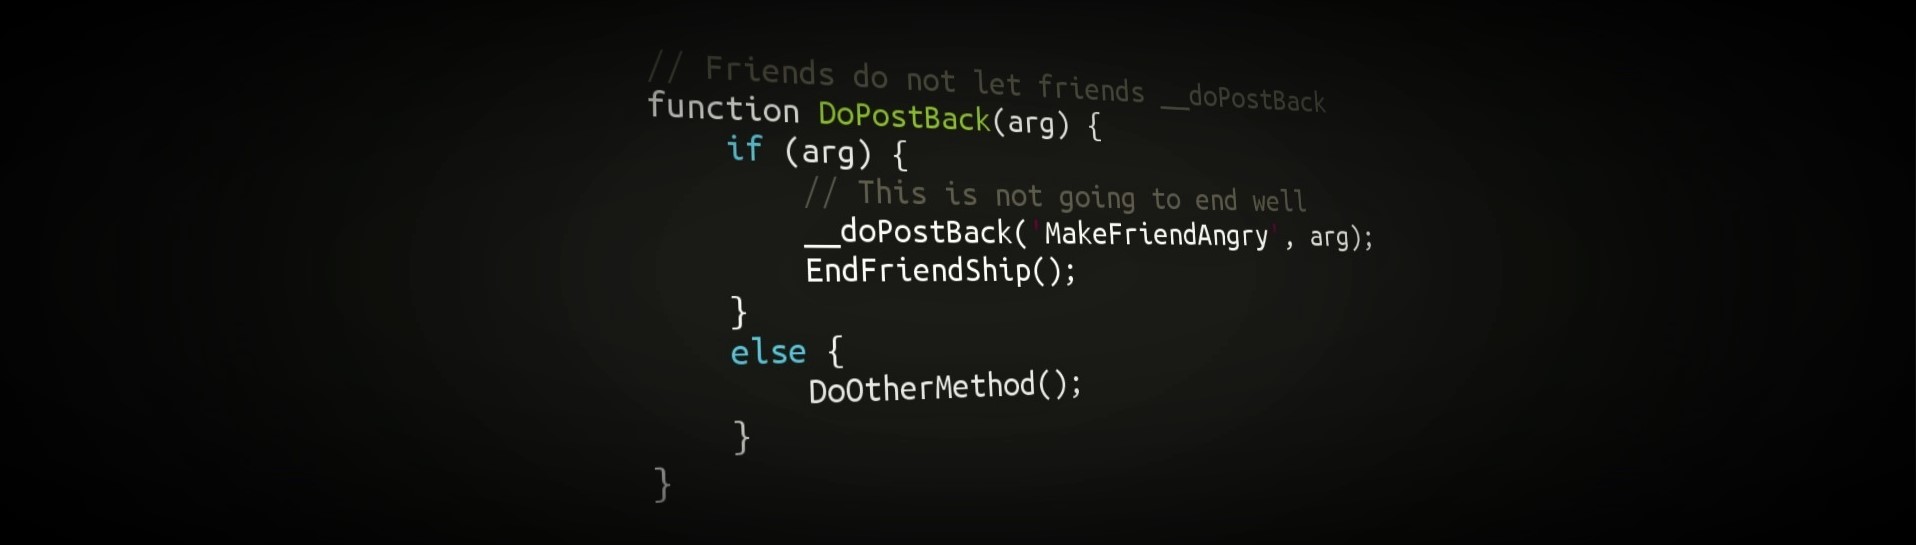 // Friends do not let friends __doPostBack
function DoPostBack(arg) {
if (arg) {
// This is not going to end well
__doPostBack('MakeFriendAngry', arg);
EndFriendShip();
}
else {
DoOtherMethod();
}
}